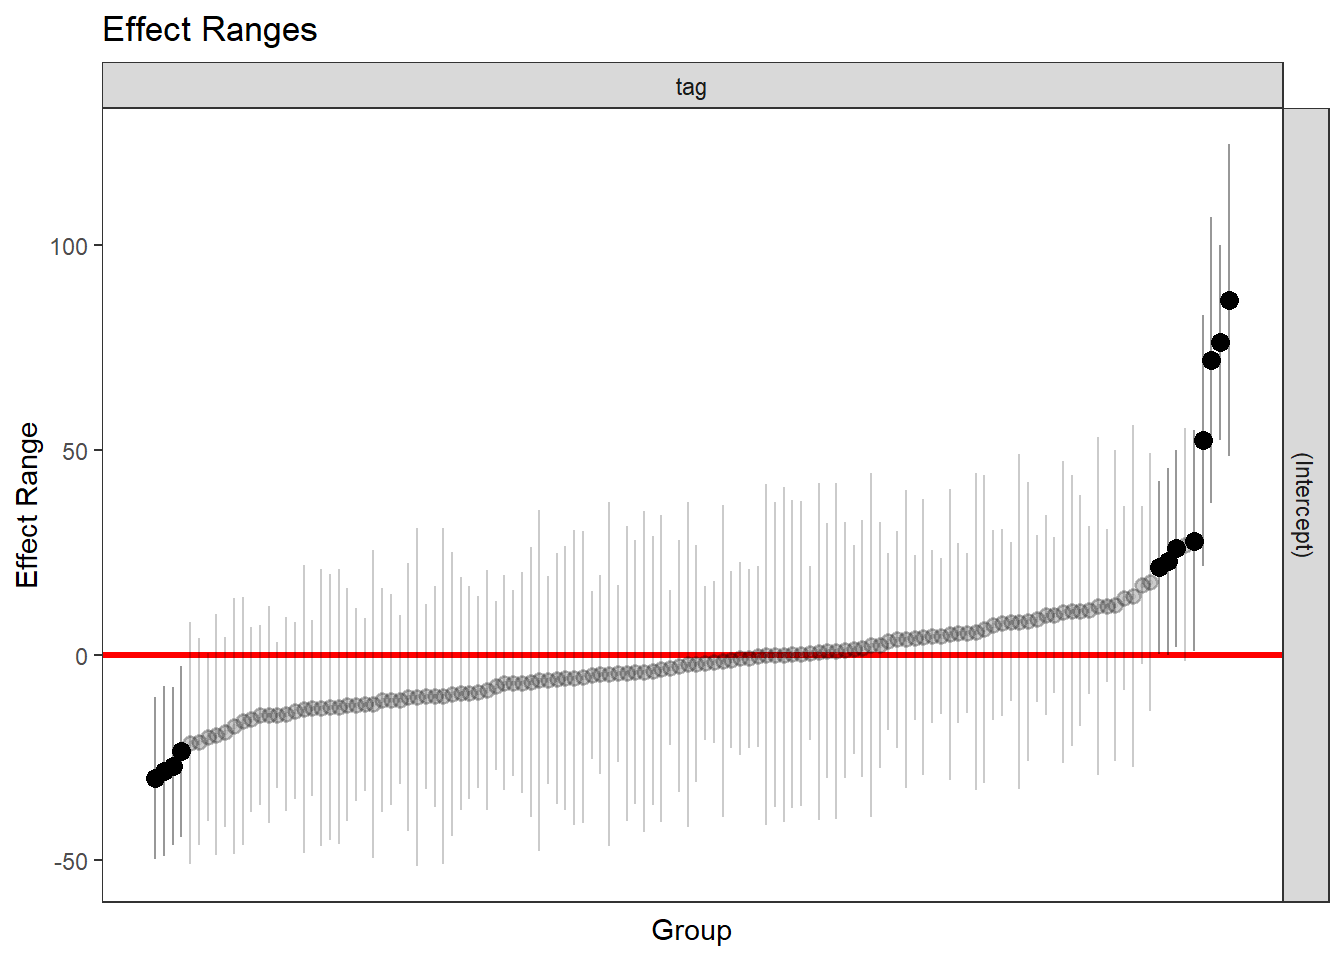 Effect Ranges
tag
100
50
0
-50
Effect Range
(Intercept)
Group